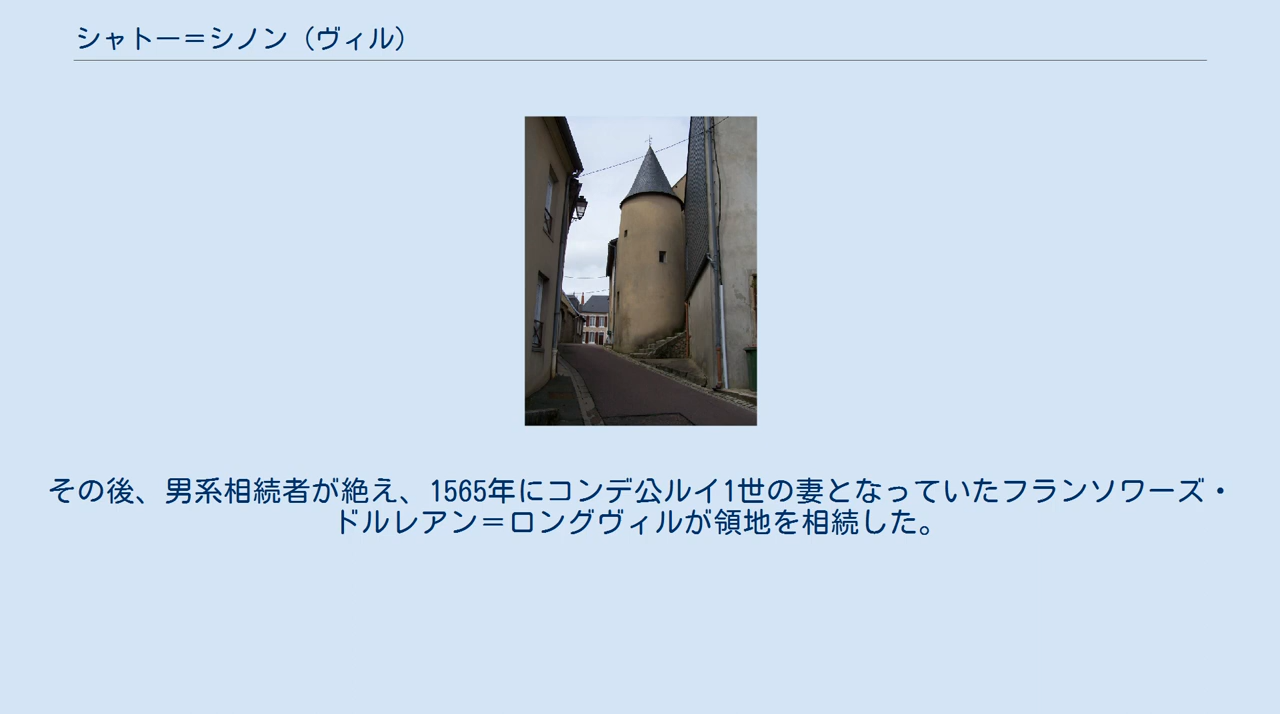 シャトー＝シノン（ヴィル）
その後、男系相続者が絶え、1565年にコンデ公ルイ1世の妻となっていたフランソワーズ・
ドルレアン＝ロングヴィルが領地を相続した。